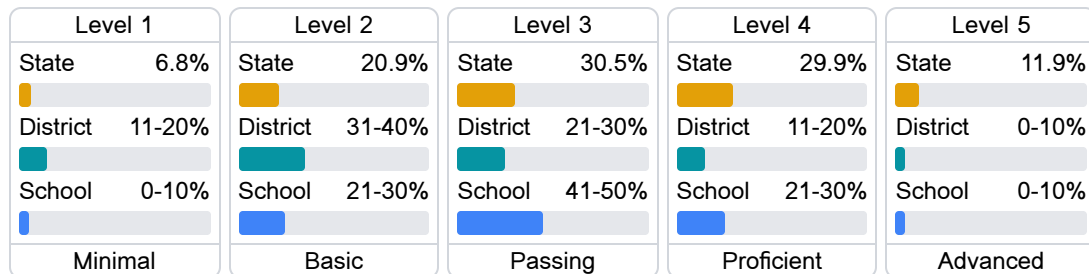 Level 1
State 6.8%
District 11-20%
School 0-10%
Minimal
Level 2
State 20.9%
District 31-40%
School 21-30%
Basic
Level 3
State 30.5%
District 21-30%
School 41-50%
Passing
Level 4
State 29.9%
District 11-20%
School 21-30%
Proficient
Level 5
State 11.9%
District 0-10%
School 0-10%
Advanced